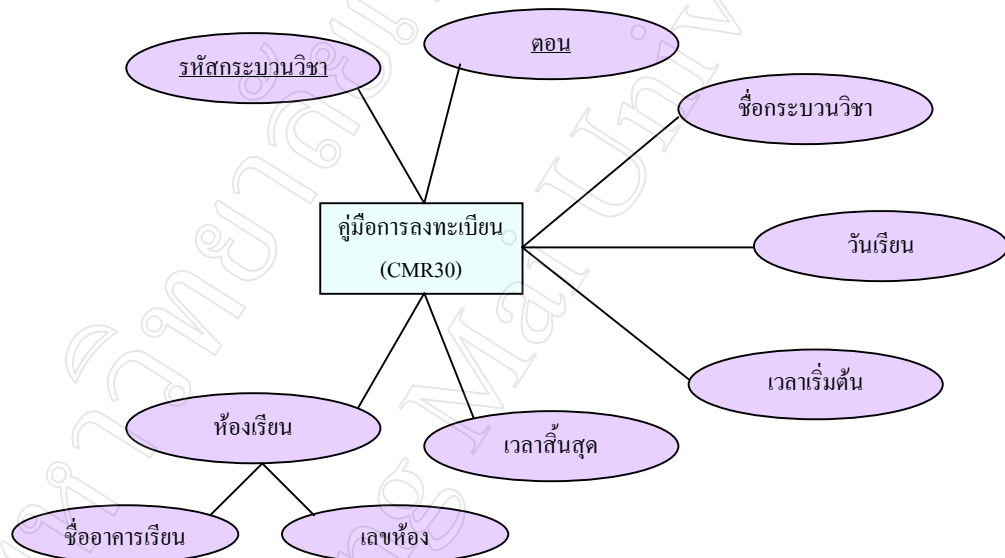 ตอน
รหัสกระบวนวิชา
ชื่อกระบวนวิชา
คู่มือการลงทะเบียน
(CMR30)
วันเรียน
เวลาเริ่มต้น
ห้องเรียน
เวลาสิ้นสุด
ชื่ออาคารเรียน
เลขห้อง